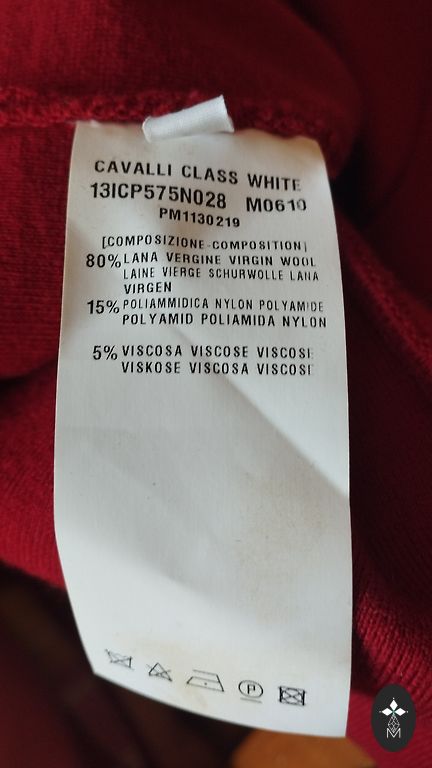 CAVALLI CLASS WHITE
13ICP575N028 M0610
PM1130219
[COMPOSIZIONE-COMPOSITION]
80% LANA VERGINE VIRGIN WOOL
LAINE VIERGE SCHURWOLLE LANA
VIRGEN
15% POLIAMMIDICA NYLON POLYAMIDE
POLYAMID POLIAMIDA NYLON
5% VISCOSA VISCOSE VISCOSE
VISKOSE VISCOSA VISCOSE
P
M